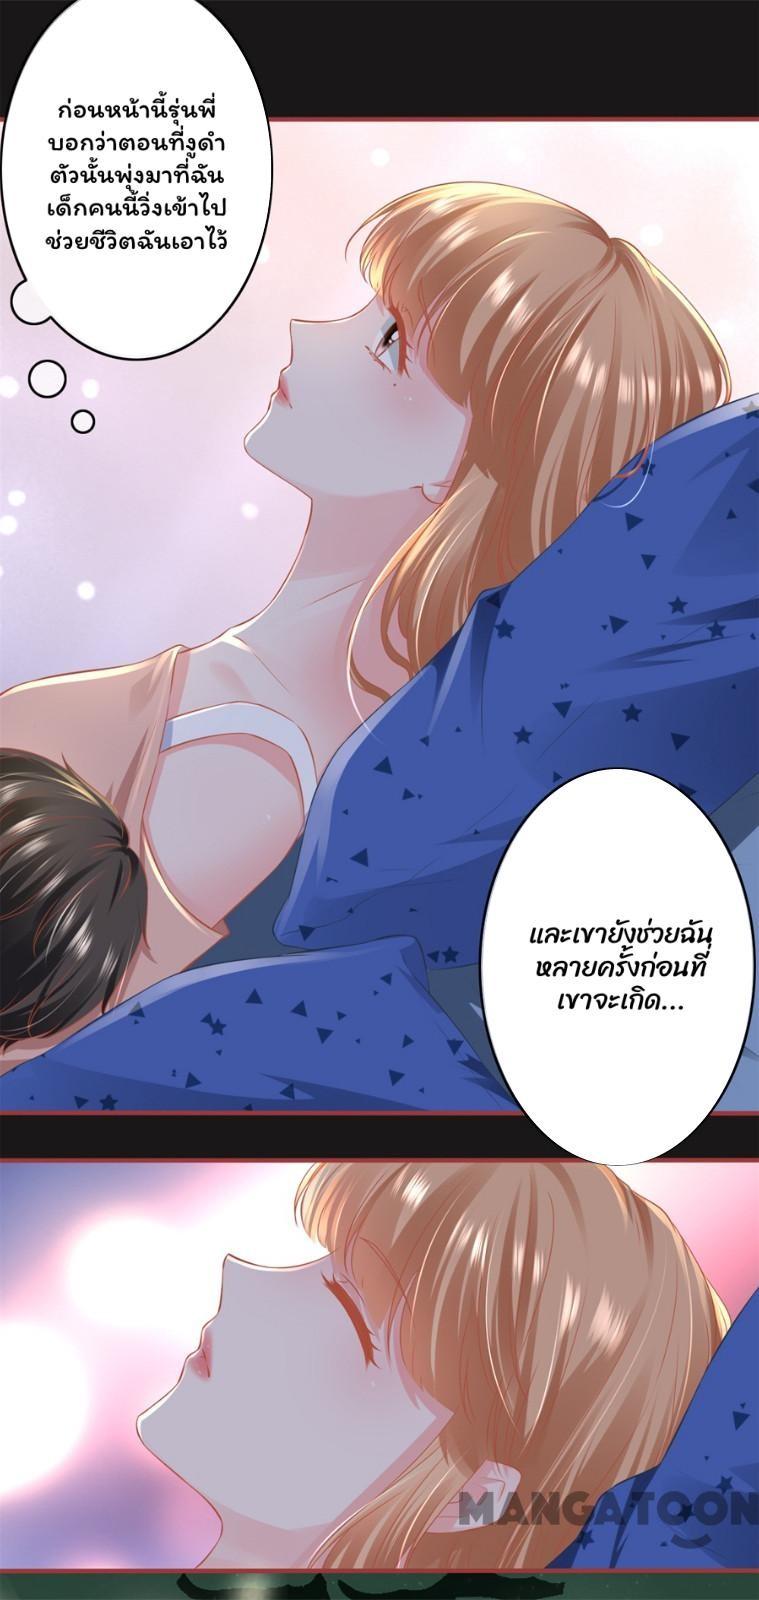 ก่อนหน้านี้รุ่นพี่
บอกว่าตอนที่งูดำ
ตัวนั้นพุ่งมาที่ฉัน
เด็กคนนี้วิ่งเข้าไป
ช่วยชีวิตฉันเอาไว้
และเขายังช่วยฉัน
หลายครั้งก่อนที่
เขาจะเกิด...
MANGATOON